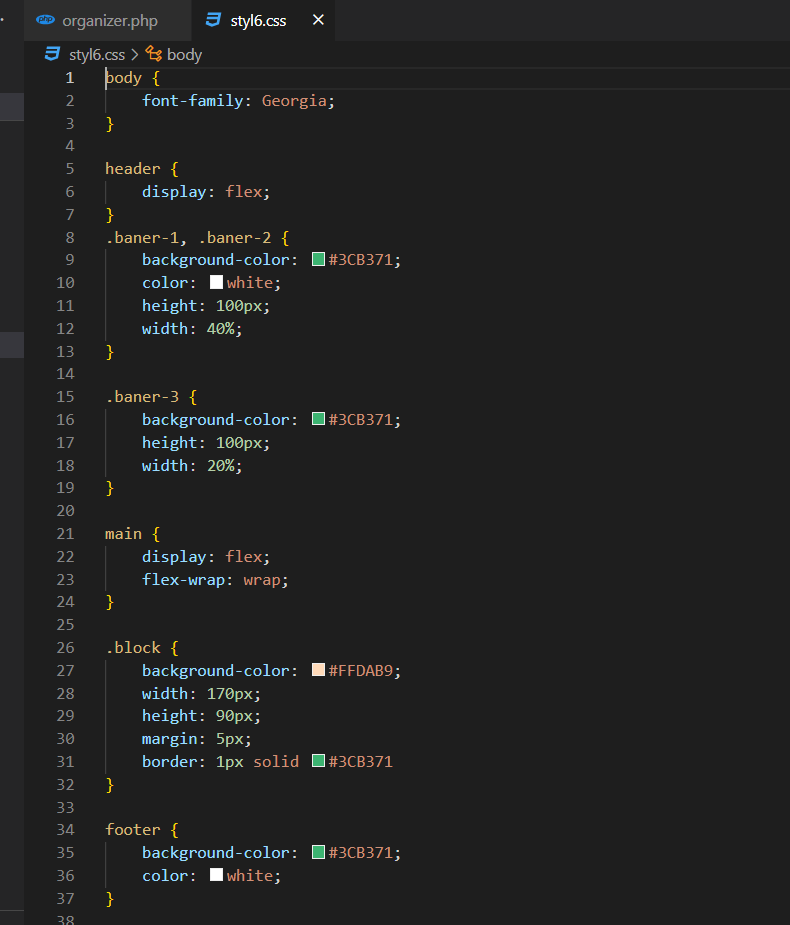 organizer.php styl6.css ×
styl6.css > body
1 body {
2     font-family: Georgia;
3 }
4
5 header {
6     display: flex;
7 }
8 .baner-1, .baner-2 {
9     background-color: #3CB371;
10     color: white;
11     height: 100px;
12     width: 40%;
13 }
14
15 .baner-3 {
16     background-color: #3CB371;
17     height: 100px;
18     width: 20%;
19 }
20
21 main {
22     display: flex;
23     flex-wrap: wrap;
24 }
25
26 .block {
27     background-color: #FFDAB9;
28     width: 170px;
29     height: 90px;
30     margin: 5px;
31     border: 1px solid #3CB371
32 }
33
34 footer {
35     background-color: #3CB371;
36     color: white;
37 }
38